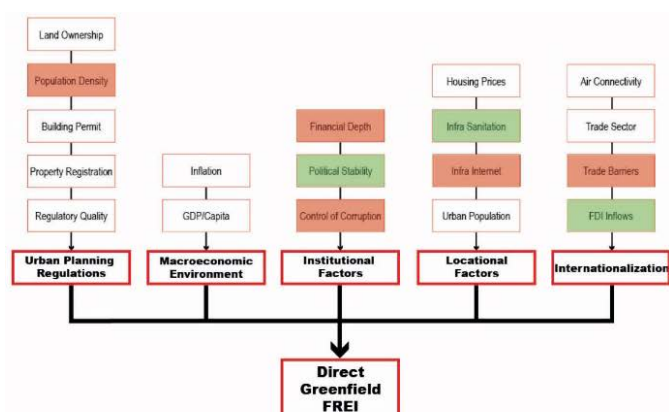 Land Ownership
Population Density
Building Permit
Property Registration
Regulatory Quality
Urban Planning
Regulations
Inflation
GDP/Capita
Macroeconomic
Environment
Financial Depth
Political Stability
Control of Corruption
Institutional
Factors
Housing Prices
Infra Sanitation
Infra Internet
Urban Population
Locational
Factors
Air Connectivity
Trade Sector
Trade Barriers
FDI Inflows
Internationalization
Direct
Greenfield
FREI